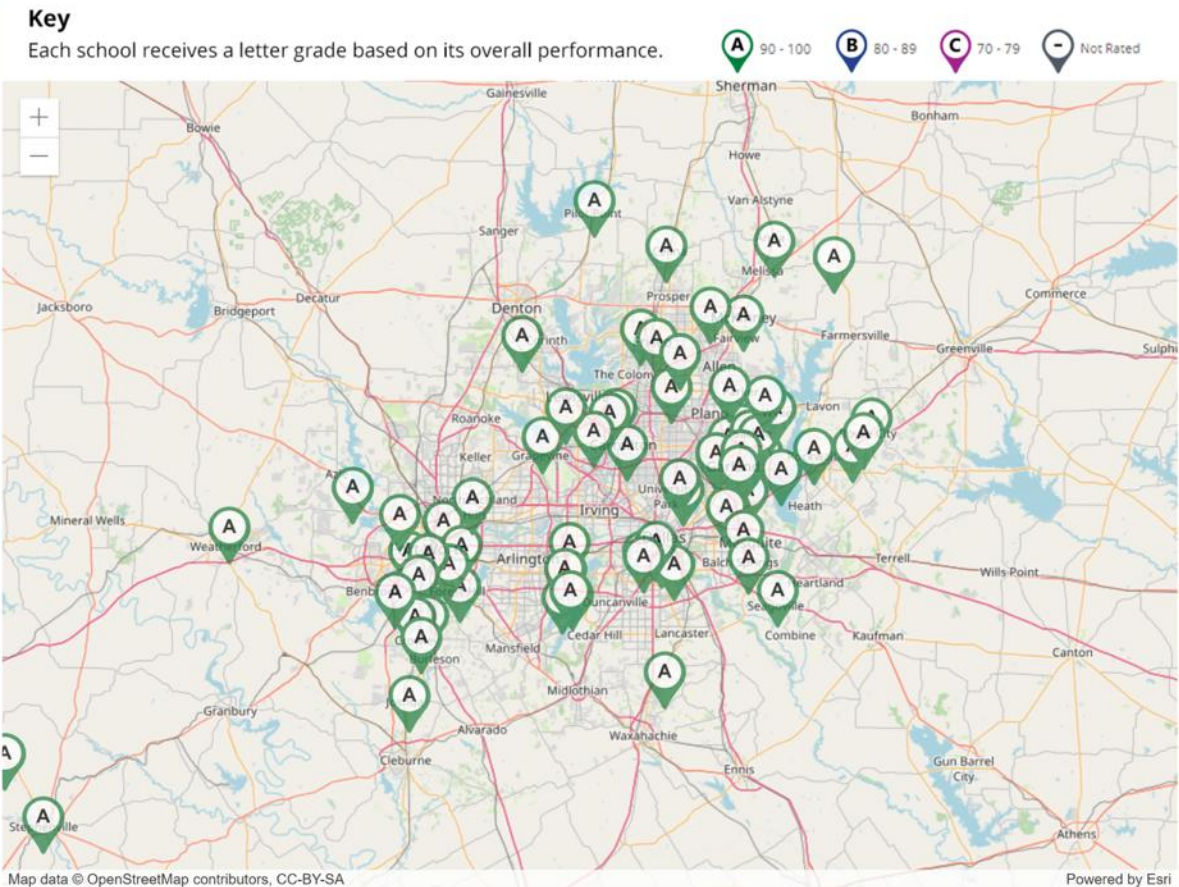 Key
Each school receives a letter grade based on its overall performance.
A 90 - 100
B 80 - 89
C 70 - 79
– Not Rated
+
−
Gainesville
Sherman
Bonham
Bowie
Howe
Van Alstyne
A
Sanger
A
A
A
Melissa
Commerce
Jacksboro
Bridgeport
Decatur
Prosper
Denton
A
A
A
A
A
A
Fairview
Farmersville
Greenville
The Colony
A
Allen
A
A
Roanoke
A
A
Plano
Lavon
A
A
A
A
Keller
A
A
A
A
A
A
A
A
A
Irving
Heath
Mineral Wells
A
A
A
A
A
A
A
Arlington
A
A
A
A
A
A
A
A
A
Terrell
Wills Point
A
A
A
A
Duncanville
Seagoville
Cedar Hill
Lancaster
Combine
Kaufman
Canton
A
A
Mansfield
Burleson
A
A
Midlothian
Granbury
Alvarado
Waxahachie
Cleburne
Ennis
Gun Barrel
City
A
A
Athens
Map data © OpenStreetMap contributors, CC-BY-SA
Powered by Esri